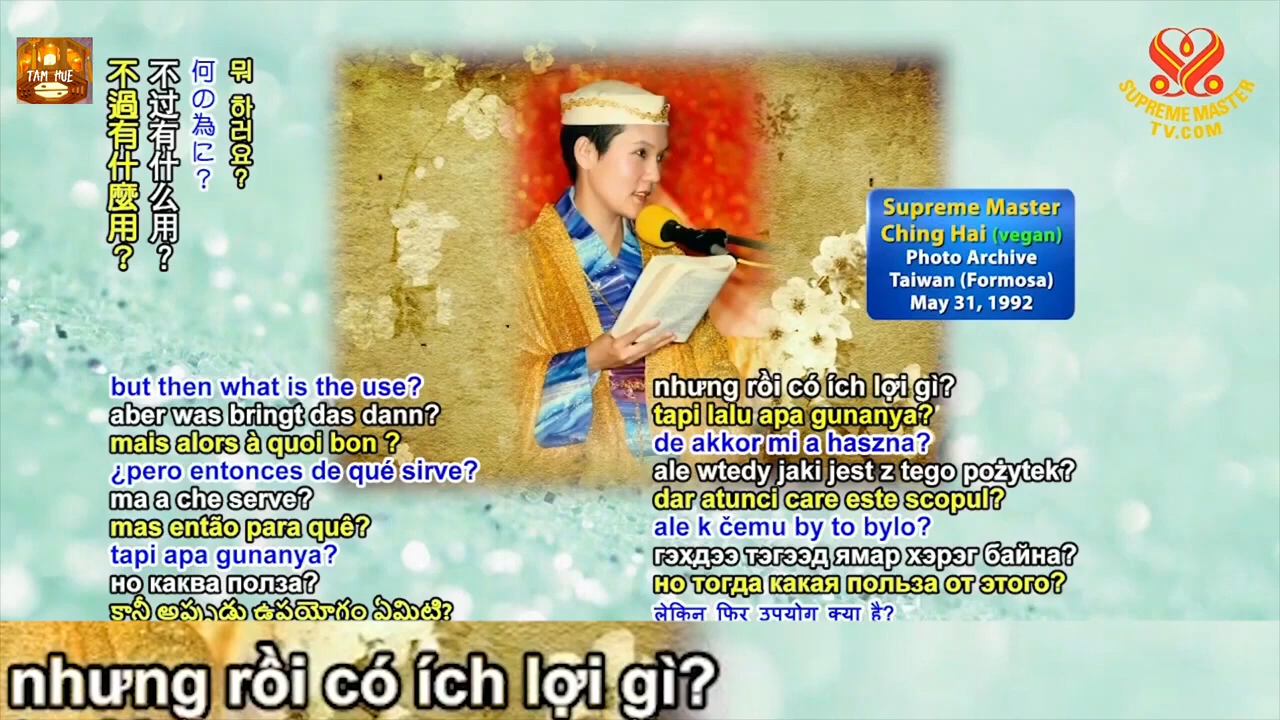 TAM HUE
不過有什麼用？
不过有什么用？
何の為に？
뭐 하러요?
SUPREME MASTER
TV.COM
Supreme Master
Ching Hai (vegan)
Photo Archive
Taiwan (Formosa)
May 31, 1992
but then what is the use?
aber was bringt das dann?
mais alors à quoi bon ?
¿pero entonces de qué sirve?
ma a che serve?
mas então para quê?
tapi apa gunanya?
но каква полза?
కానీ అప్పుడు ఉపయోగం ఏమిటి?
nhưng rồi có ích lợi gì?
tapi lalu apa gunanya?
de akkor mi a haszna?
ale wtedy jaki jest z tego pożytek?
dar atunci care este scopul?
ale k čemu by to bylo?
гэхдээ тэгээд ямар хэрэг байна?
но тогда какая польза от этого?
लेकिन फिर उपयोग क्या है?
nhưng rồi có ích lợi gì?